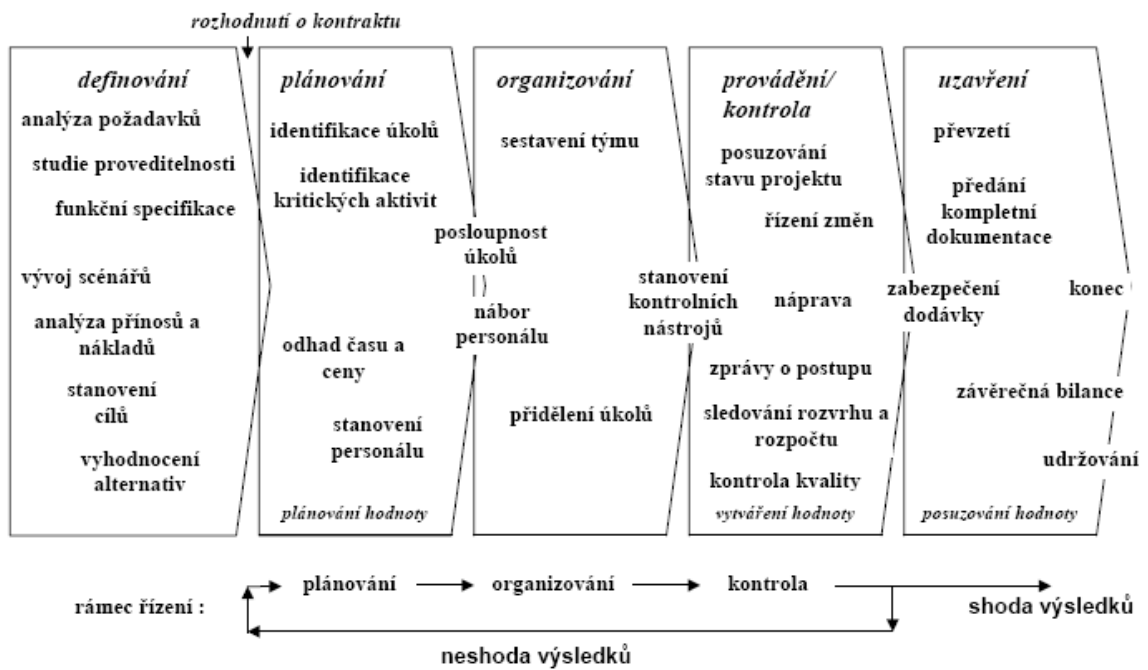 rozhodnutí o kontraktu
definování
analýza požadavků
studie proveditelnosti
funkční specifikace
vývoj scénářů
analýza přínosů a
nákladů
stanovení
cílů
vyhodnocení
alternativ
plánování
identifikace úkolů
identifikace
kritických aktivit
posloupnost
úkolů
nábor
personálu
odhad času a
ceny
stanovení
personálu
plánování hodnoty
organizování
sestavení týmu
stanovení
kontrolních
nástrojů
přidělení úkolů
provádění/
kontrola
posuzování
stavu projektu
řízení změn
náprava
zprávy o postupu
sledování rozvrhu a
rozpočtu
kontrola kvality
vytváření hodnoty
uzavření
převzetí
předání
kompletní
dokumentace
zabezpečení
dodávky
konec
závěrečná bilance
udržování
posuzování hodnoty
rámec řízení :
plánování
organizování
kontrola
shoda výsledků
neshoda výsledků